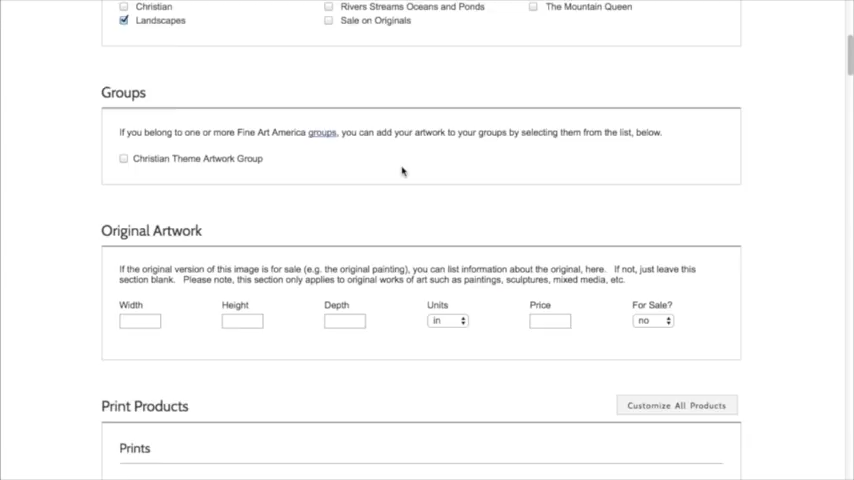 Christian Rivers Streams Oceans and Ponds The Mountain Queen
Landscapes Sale on Originals
Groups
If you belong to one or more Fine Art America groups, you can add your artwork to your groups by selecting them from the list, below.
Christian Theme Artwork Group
Original Artwork
If the original version of this image is for sale (e.g. the original painting), you can list information about the original, here. If not, just leave this
section blank. Please note, this section only applies to original works of art such as paintings, sculptures, mixed media, etc.
Width Height Depth Units Price For Sale?
in no
Print Products Customize All Products
Prints